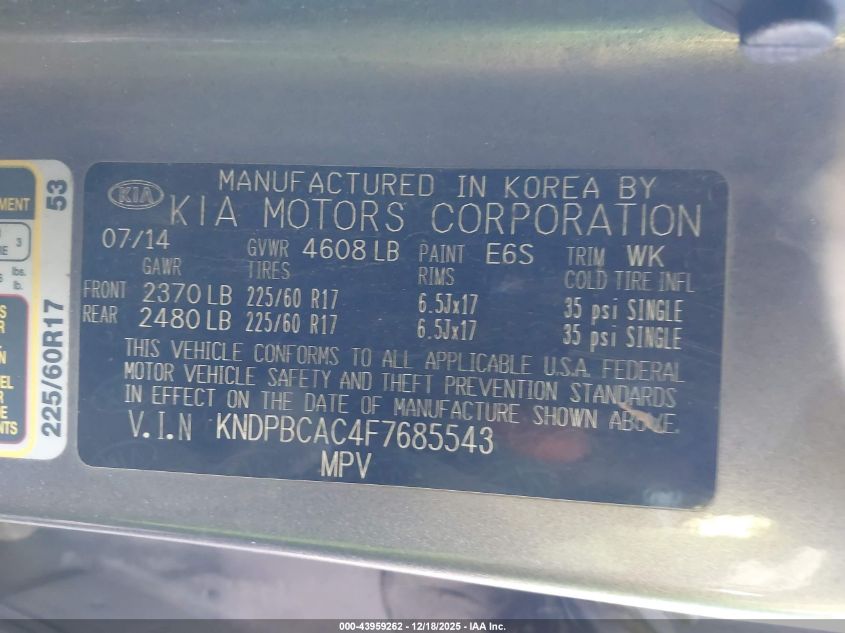 KIA
MANUFACTURED IN KOREA BY
KIA MOTORS CORPORATION
07/14 GVWR 4608 LB PAINT E6S TRIM WK
GAWR TIRES RIMS COLD TIRE INFL
FRONT 2370 LB 225/60 R17 6.5Jx17 35 psi SINGLE
REAR 2480 LB 225/60 R17 6.5Jx17 35 psi SINGLE
THIS VEHICLE CONFORMS TO ALL APPLICABLE U.S.A. FEDERAL
MOTOR VEHICLE SAFETY AND THEFT PREVENTION STANDARDS
IN EFFECT ON THE DATE OF MANUFACTURE SHOWN ABOVE.
V.I.N KNDPBCAC4F7685543
MPV
225/60R17 53
3
lbs.
lb.
000-43959262 - 12/18/2025 - IAA Inc.